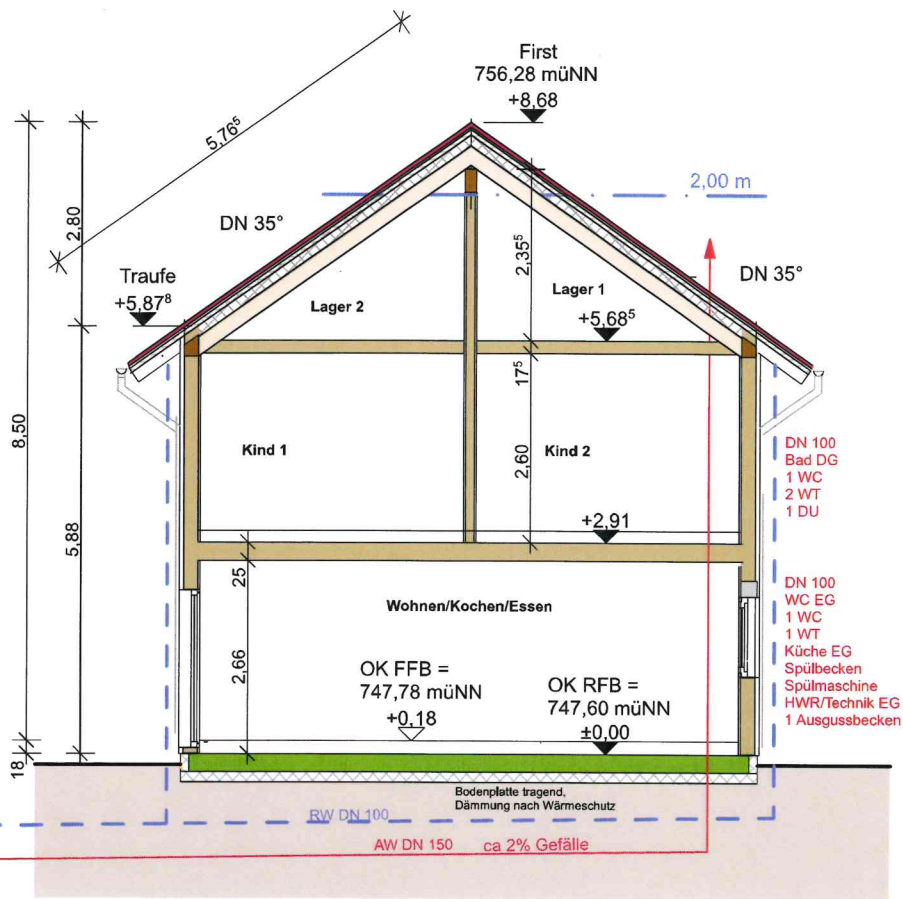 First
756,28 müNN
+8,68
5,76⁵
2,00 m
DN 35°
DN 35°
2,80
2,35⁵
Traufe
+5,87⁸
Lager 2
Lager 1
+5,68⁵
17⁵
8,50
Kind 1
2,60
Kind 2
DN 100
Bad DG
1 WC
2 WT
1 DU
5,88
+2,91
25
Wohnen/Kochen/Essen
DN 100
WC EG
1 WC
1 WT
Küche EG
Spülbecken
Spülmaschine
HWR/Technik EG
1 Ausgussbecken
2,66
OK FFB =
747,78 müNN
+0,18
OK RFB =
747,60 müNN
±0,00
18
Bodenplatte tragend,
Dämmung nach Wärmeschutz
RW DN 100
AW DN 150 ca 2% Gefälle